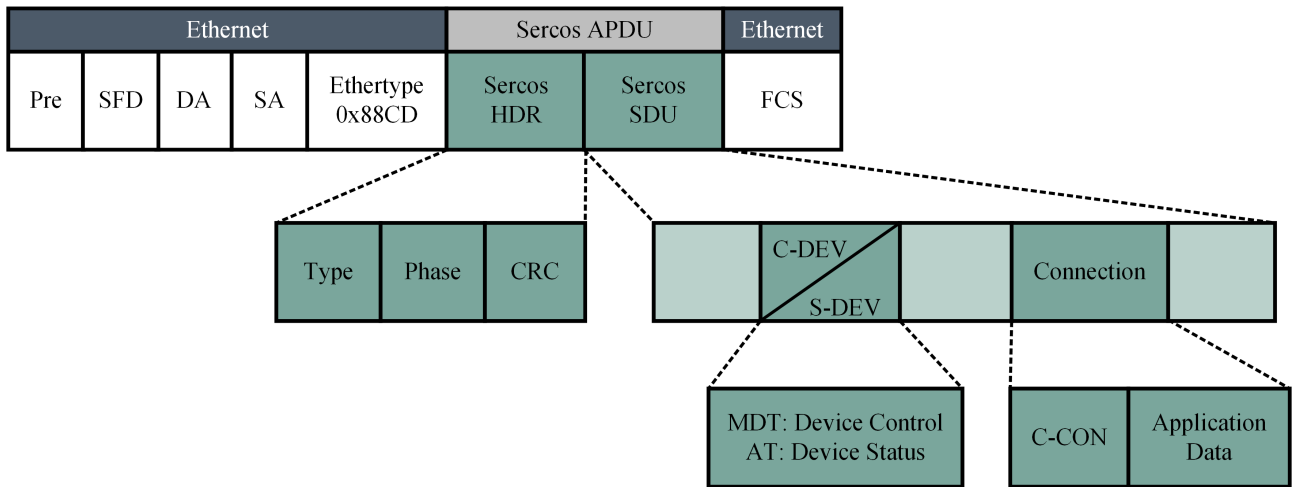 Ethernet
Sercos APDU
Ethernet
Pre
SFD
DA
SA
Ethertype
0x88CD
Sercos
HDR
Sercos
SDU
FCS
Type
Phase
CRC
C-DEV
S-DEV
Connection
MDT: Device Control
AT: Device Status
C-CON
Application
Data